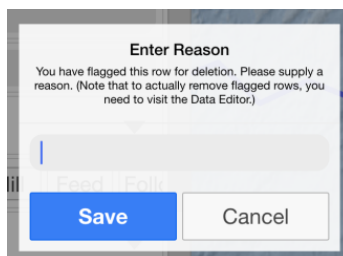 Enter Reason
You have flagged this row for deletion. Please supply a
reason. (Note that to actually remove flagged rows, you
need to visit the Data Editor.)
Feed
Save Cancel